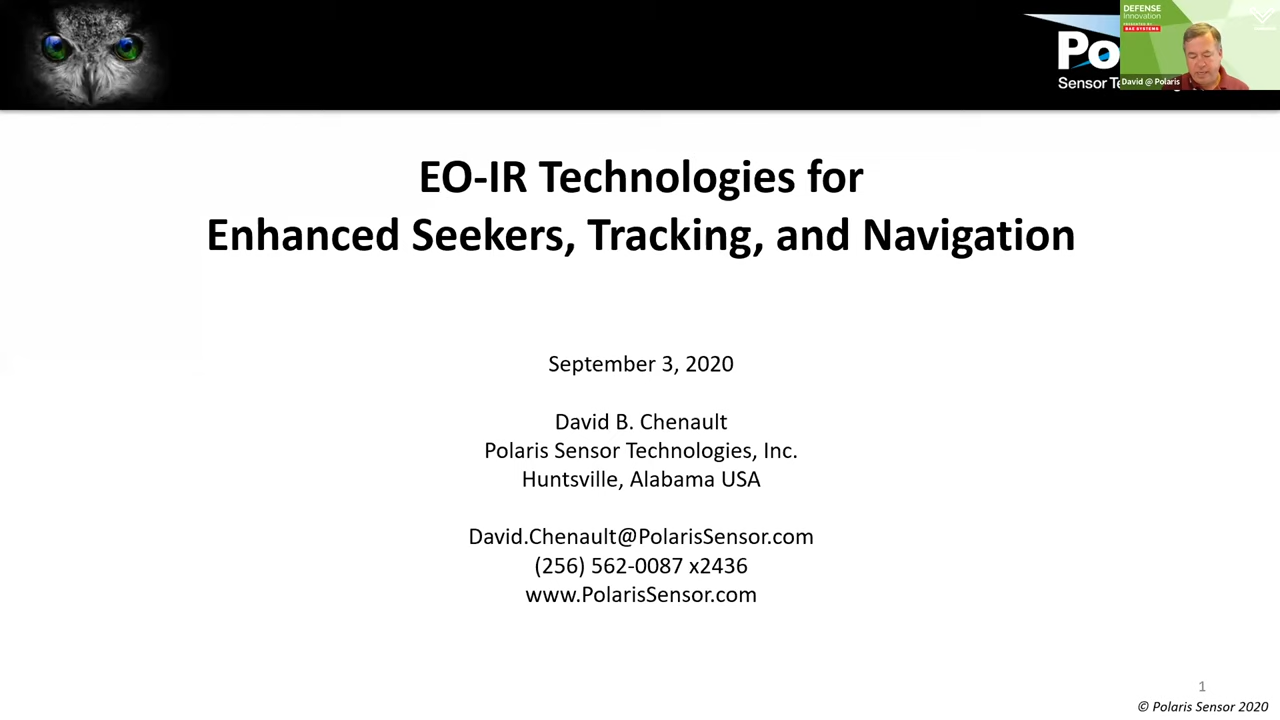 Po
Sensor Te
DEFENSE
Innovation
PRESENTED BY
BAE SYSTEMS
David @ Polaris
EO-IR Technologies for
Enhanced Seekers, Tracking, and Navigation
September 3, 2020
David B. Chenault
Polaris Sensor Technologies, Inc.
Huntsville, Alabama USA
David.Chenault@PolarisSensor.com
(256) 562-0087 x2436
www.PolarisSensor.com
1
© Polaris Sensor 2020